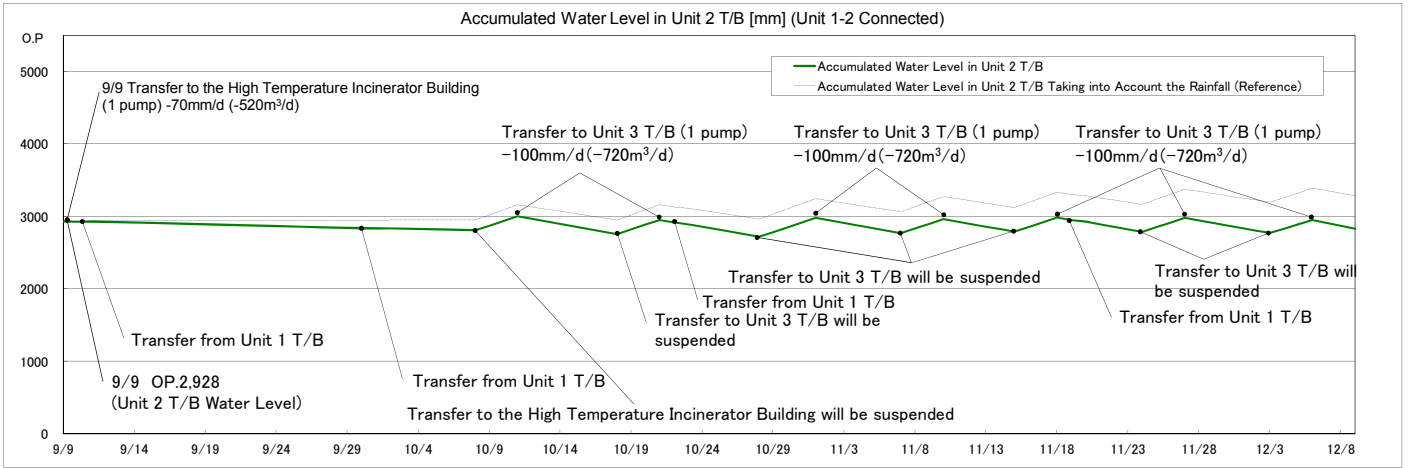 Accumulated Water Level in Unit 2 T/B [mm] (Unit 1-2 Connected)
O.P
5000
4000
3000
2000
1000
0
Accumulated Water Level in Unit 2 T/B
Accumulated Water Level in Unit 2 T/B Taking into Account the Rainfall (Reference)
9/9 Transfer to the High Temperature Incinerator Building
(1 pump) -70mm/d (-520m³/d)
Transfer to Unit 3 T/B (1 pump)
-100mm/d(-720m³/d)
Transfer to Unit 3 T/B (1 pump)
-100mm/d(-720m³/d)
Transfer to Unit 3 T/B (1 pump)
-100mm/d(-720m³/d)
Transfer to Unit 3 T/B will be suspended
Transfer to Unit 3 T/B will
be suspended
Transfer from Unit 1 T/B
Transfer to Unit 3 T/B will be
suspended
Transfer from Unit 1 T/B
Transfer from Unit 1 T/B
9/9 OP.2,928
(Unit 2 T/B Water Level)
Transfer from Unit 1 T/B
Transfer to the High Temperature Incinerator Building will be suspended
9/9 9/14 9/19 9/24 9/29 10/4 10/9 10/14 10/19 10/24 10/29 11/3 11/8 11/13 11/18 11/23 11/28 12/3 12/8